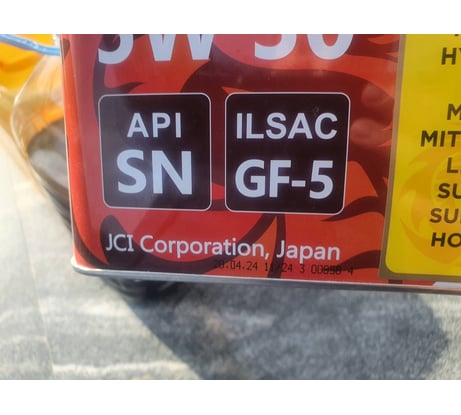 5W-30
API
SN
ILSAC
GF-5
JCI Corporation, Japan
HY
M
MIT
L
SU
SU
HO